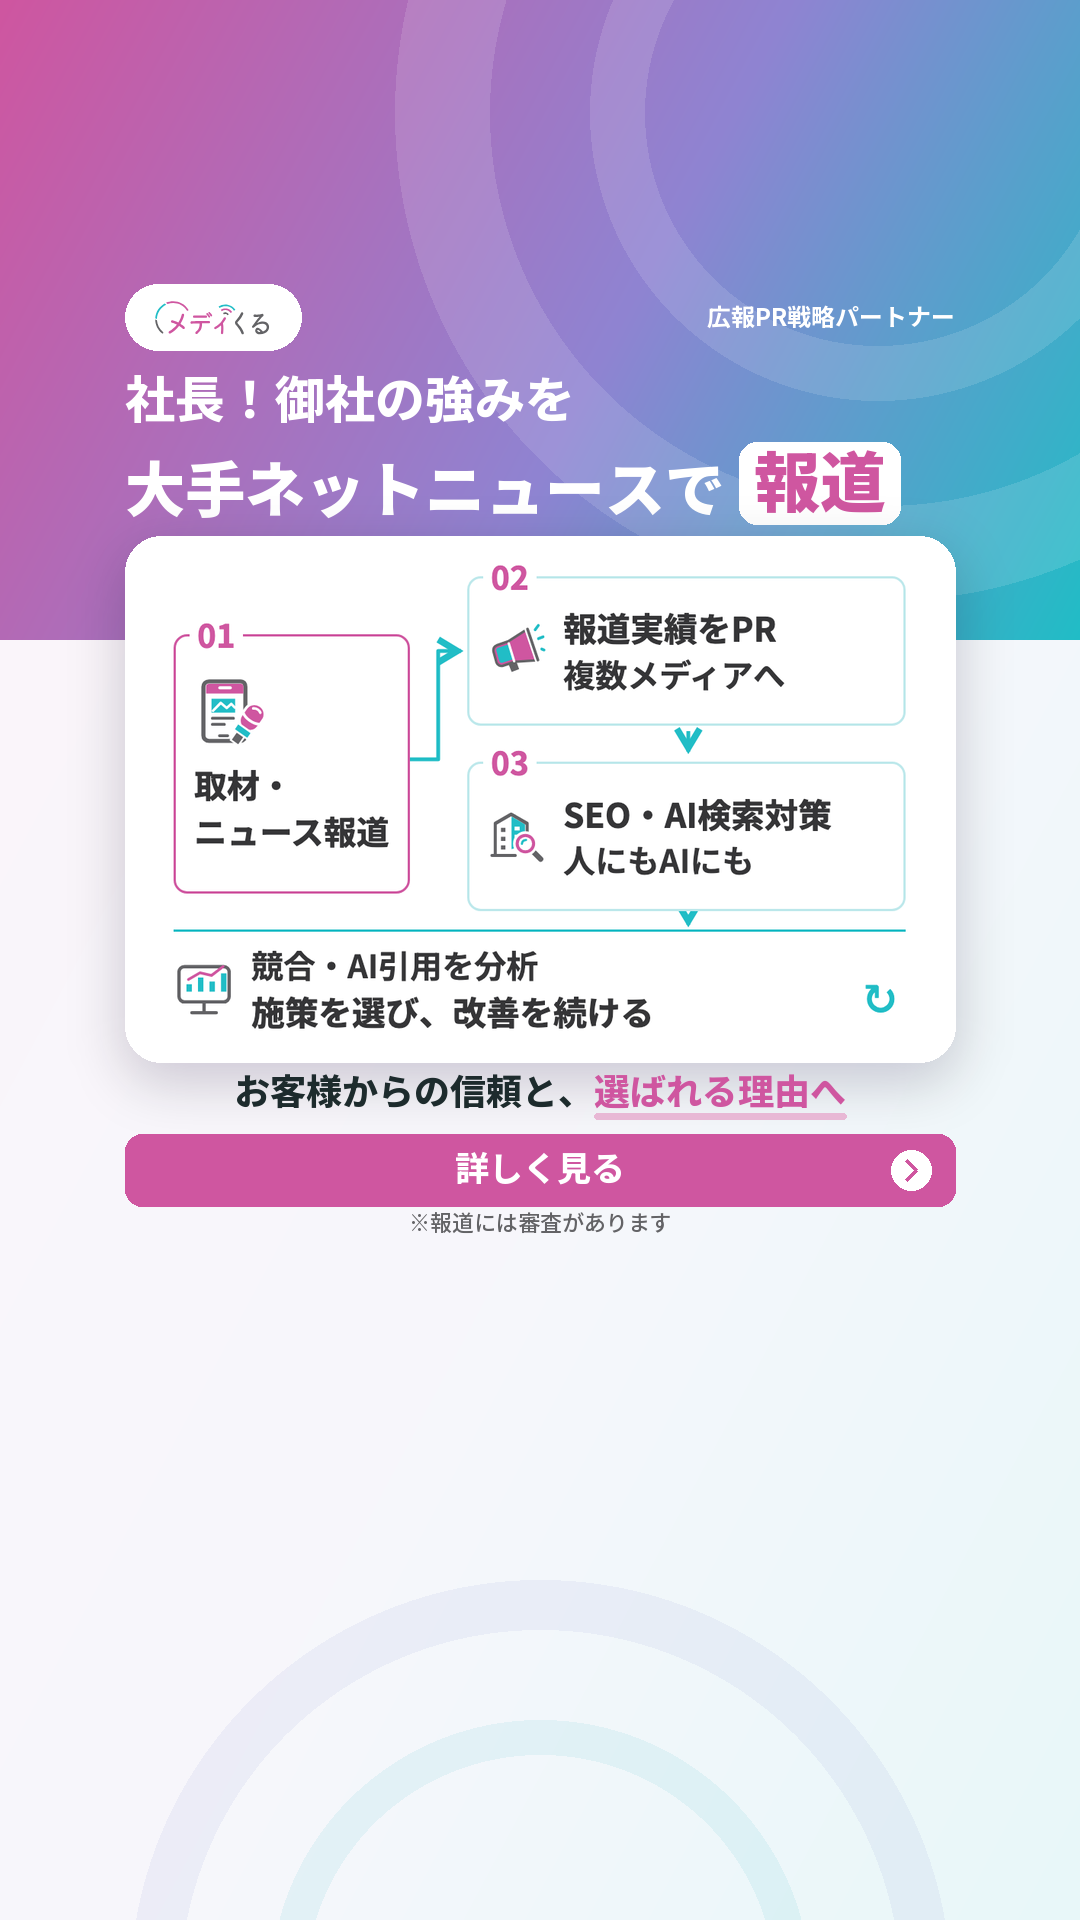 メディくる
広報PR戦略パートナー
社長！御社の強みを
大手ネットニュースで 報道
01
取材・
ニュース報道
02
報道実績をPR
複数メディアへ
03
SEO・AI検索対策
人にもAIにも
競合・AI引用を分析
施策を選び、改善を続ける
お客様からの信頼と、選ばれる理由へ
詳しく見る
※報道には審査があります